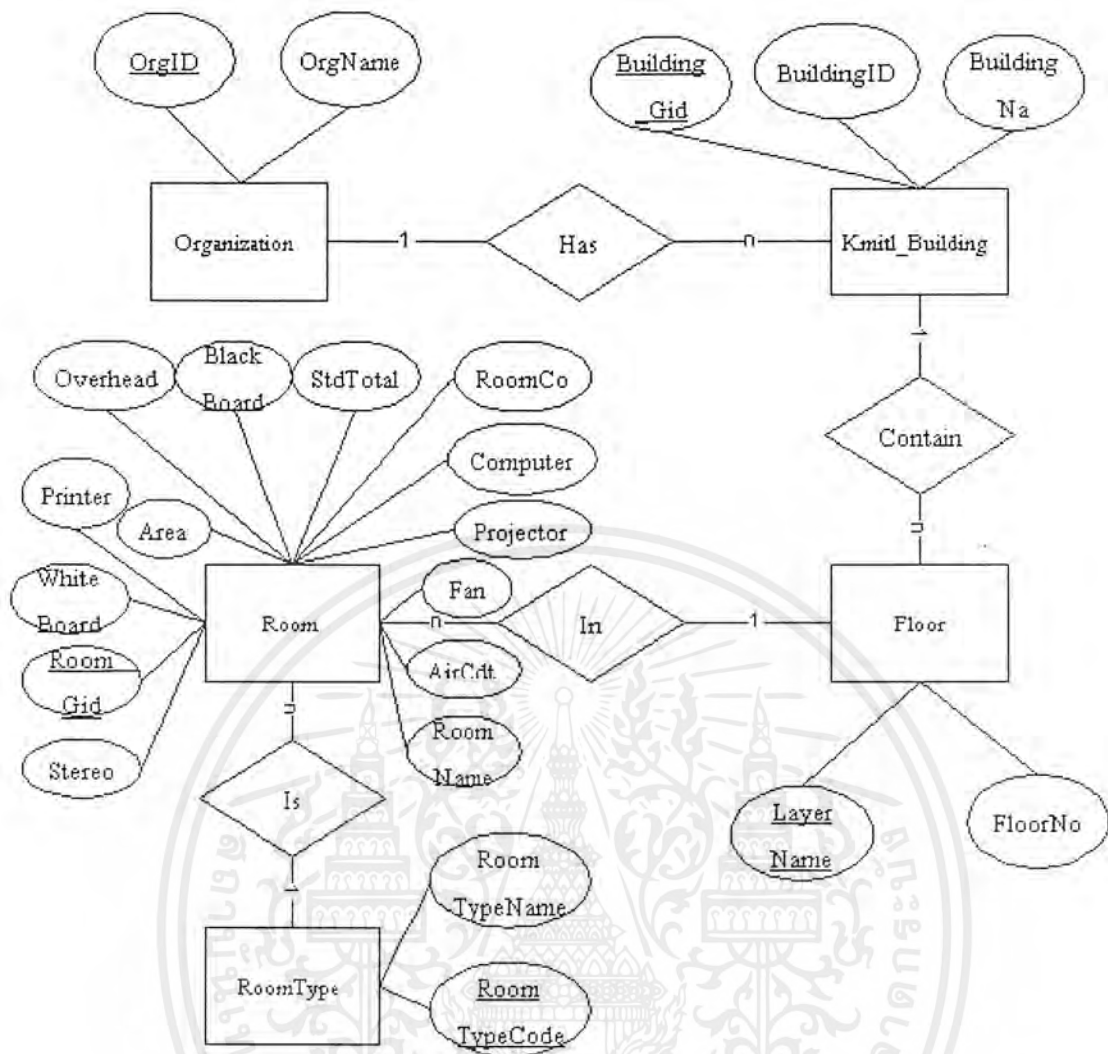 OrgID
OrgName
Building
_Gid
BuildingID
Building
Na
Organization
1
Has
n
Kmitl_Building
1
Contain
n
Overhead
Black
Board
StdTotal
RoomCo
Computer
Projector
Printer
Area
White
Board
Room
Gid
Stereo
Room
Fan
n
In
1
Floor
AirCdt
Room
Name
n
Is
1
Layer
Name
FloorNo
Room
TypeName
RoomType
Room
TypeCode